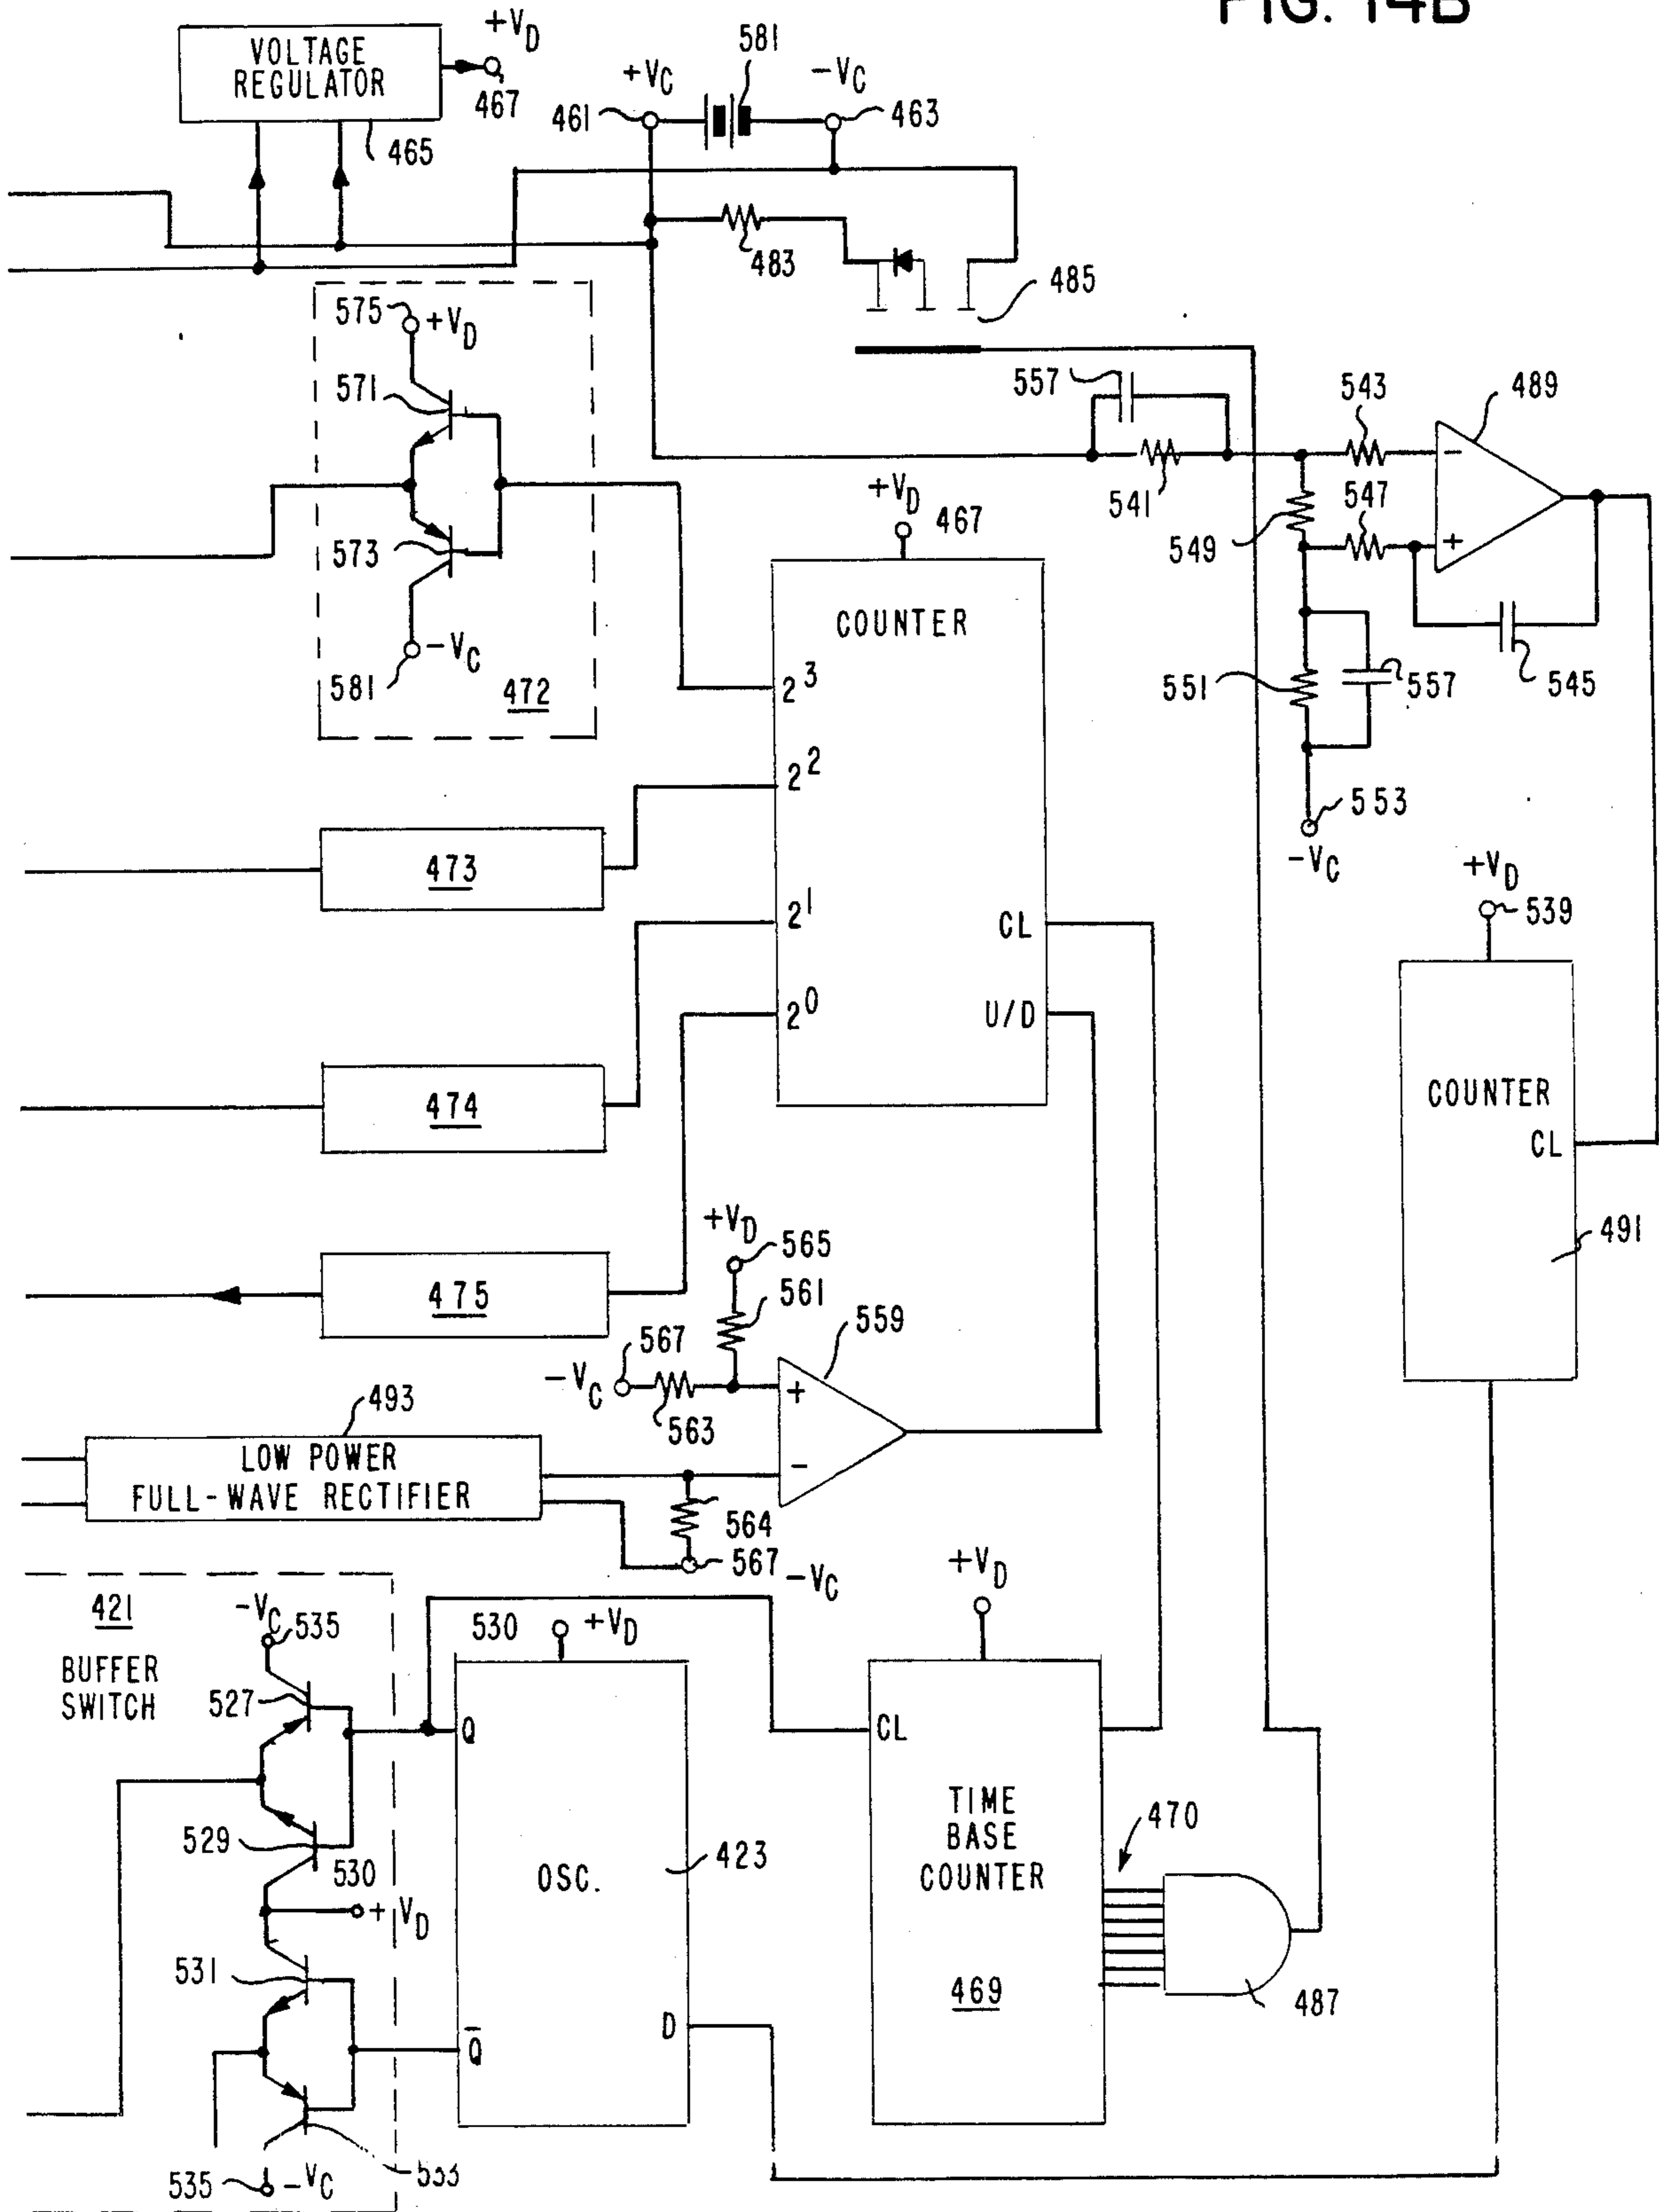 FIG. 14B
VOLTAGE
REGULATOR
+VD
467
465
+VC
581
-VC
461
463
483
485
575
+VD
571
573
-VC
581
472
557
543
489
541
547
549
+VD
467
COUNTER
2^3
2^2
2^1
2^0
CL
U/D
551
557
545
553
-VC
473
474
475
+VD
539
COUNTER
CL
491
+VD
565
561
559
567
-VC
563
493
LOW POWER
FULL-WAVE RECTIFIER
564
567
-VC
421
BUFFER
SWITCH
-VC
535
527
529
530
+VD
531
533
535
-VC
530
+VD
Q
Q̄
OSC.
D
423
+VD
CL
TIME
BASE
COUNTER
469
470
487